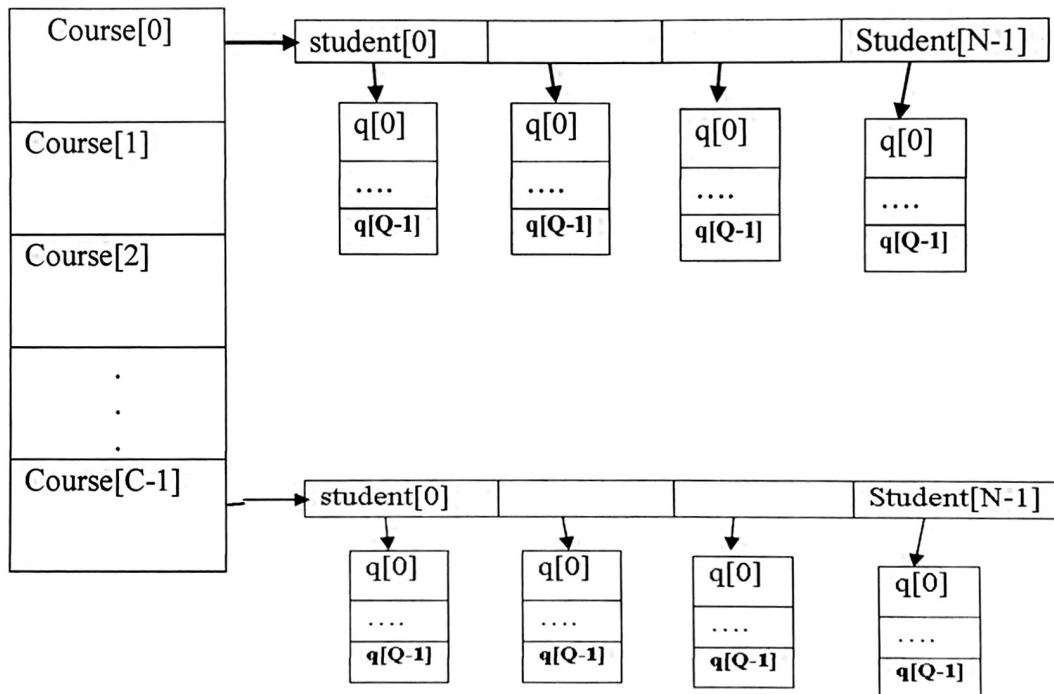 Course[0]
student[0] Student[N-1]
q[0] q[0] q[0] q[0]
.... .... .... ....
q[Q-1] q[Q-1] q[Q-1] q[Q-1]
Course[1]
Course[2]
.
.
.
Course[C-1]
student[0] Student[N-1]
q[0] q[0] q[0] q[0]
.... .... .... ....
q[Q-1] q[Q-1] q[Q-1] q[Q-1]